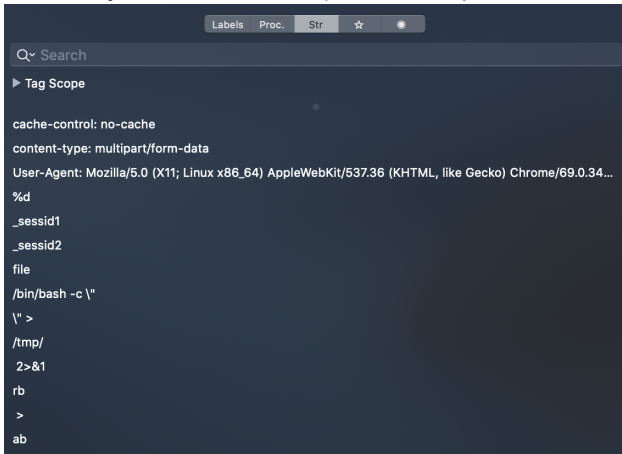 Labels Proc. Str
Search
Tag Scope
cache-control: no-cache
content-type: multipart/form-data
User-Agent: Mozilla/5.0 (X11; Linux x86_64) AppleWebKit/537.36 (KHTML, like Gecko) Chrome/69.0.34...
%d
_sessid1
_sessid2
file
/bin/bash -c \"
\" >
/tmp/
2>&1
rb
>
ab